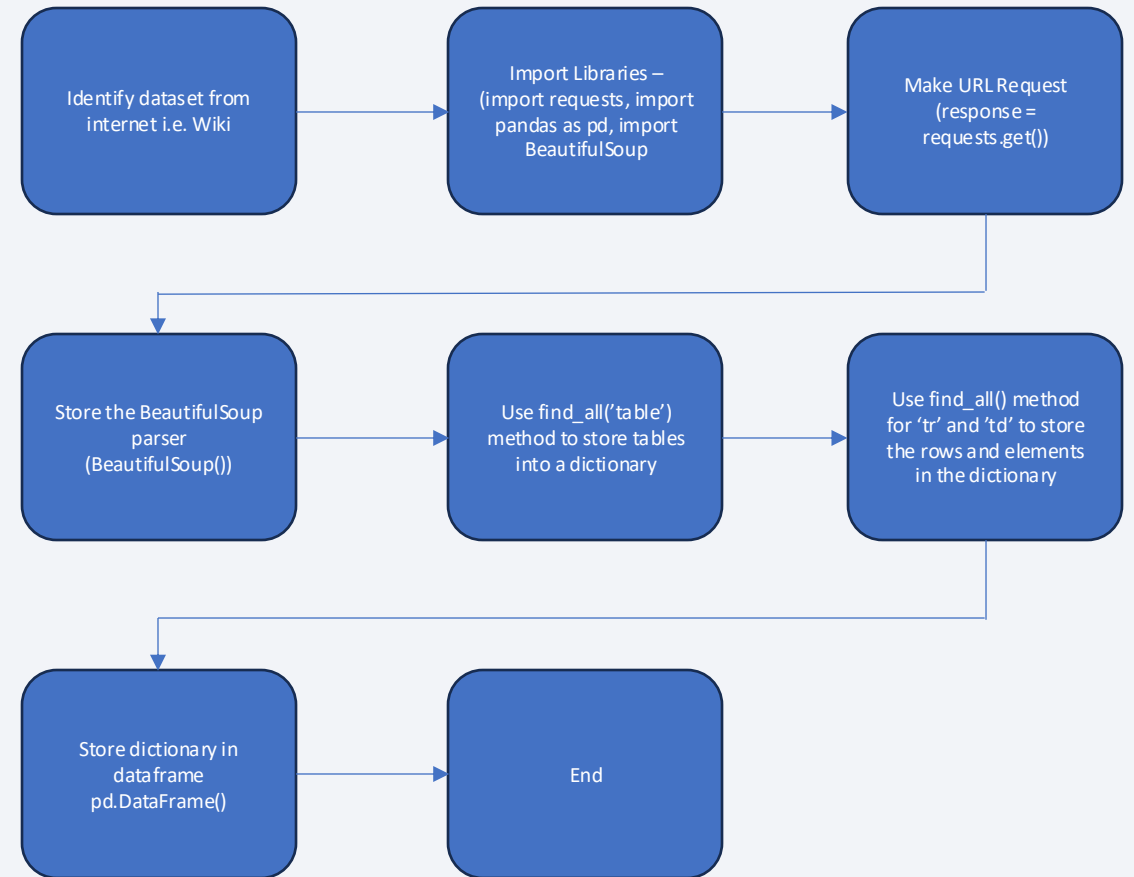 Identify dataset from
internet i.e. Wiki
Import Libraries –
(import requests, import
pandas as pd, import
BeautifulSoup
Make URL Request
(response =
requests.get())
Store the BeautifulSoup
parser
(BeautifulSoup())
Use find_all(’table’)
method to store tables
into a dictionary
Use find_all() method
for ‘tr’ and ’td’ to store
the rows and elements
in the dictionary
Store dictionary in
dataframe
pd.DataFrame()
End